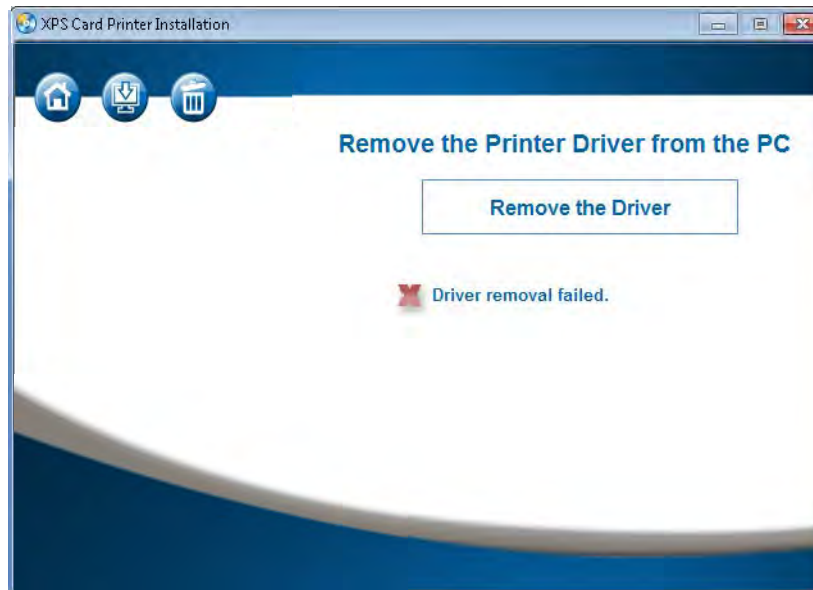 XPS Card Printer Installation
Remove the Printer Driver from the PC
Remove the Driver
Driver removal failed.